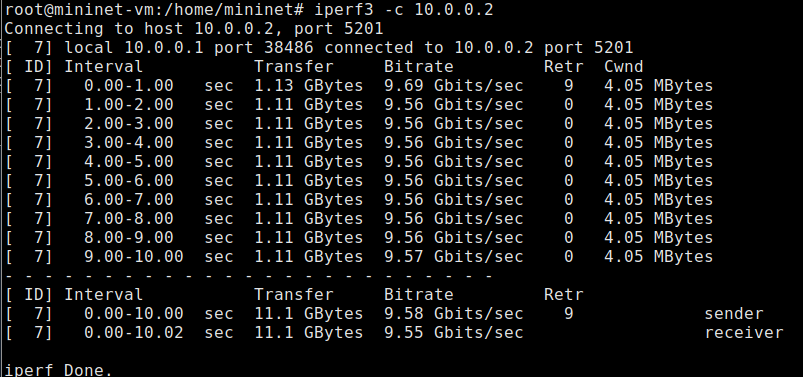 root@mininet-vm:/home/mininet# iperf3 -c 10.0.0.2
Connecting to host 10.0.0.2, port 5201
[  7] local 10.0.0.1 port 38486 connected to 10.0.0.2 port 5201
[ ID] Interval           Transfer     Bitrate         Retr  Cwnd
[  7]   0.00-1.00   sec  1.13 GBytes  9.69 Gbits/sec    9   4.05 MBytes
[  7]   1.00-2.00   sec  1.11 GBytes  9.56 Gbits/sec    0   4.05 MBytes
[  7]   2.00-3.00   sec  1.11 GBytes  9.56 Gbits/sec    0   4.05 MBytes
[  7]   3.00-4.00   sec  1.11 GBytes  9.56 Gbits/sec    0   4.05 MBytes
[  7]   4.00-5.00   sec  1.11 GBytes  9.56 Gbits/sec    0   4.05 MBytes
[  7]   5.00-6.00   sec  1.11 GBytes  9.56 Gbits/sec    0   4.05 MBytes
[  7]   6.00-7.00   sec  1.11 GBytes  9.56 Gbits/sec    0   4.05 MBytes
[  7]   7.00-8.00   sec  1.11 GBytes  9.56 Gbits/sec    0   4.05 MBytes
[  7]   8.00-9.00   sec  1.11 GBytes  9.56 Gbits/sec    0   4.05 MBytes
[  7]   9.00-10.00  sec  1.11 GBytes  9.57 Gbits/sec    0   4.05 MBytes
- - - - - - - - - - - - - - - - - - - - - - - - -
[ ID] Interval           Transfer     Bitrate         Retr
[  7]   0.00-10.00  sec  11.1 GBytes  9.58 Gbits/sec    9             sender
[  7]   0.00-10.02  sec  11.1 GBytes  9.55 Gbits/sec                  receiver

iperf Done.